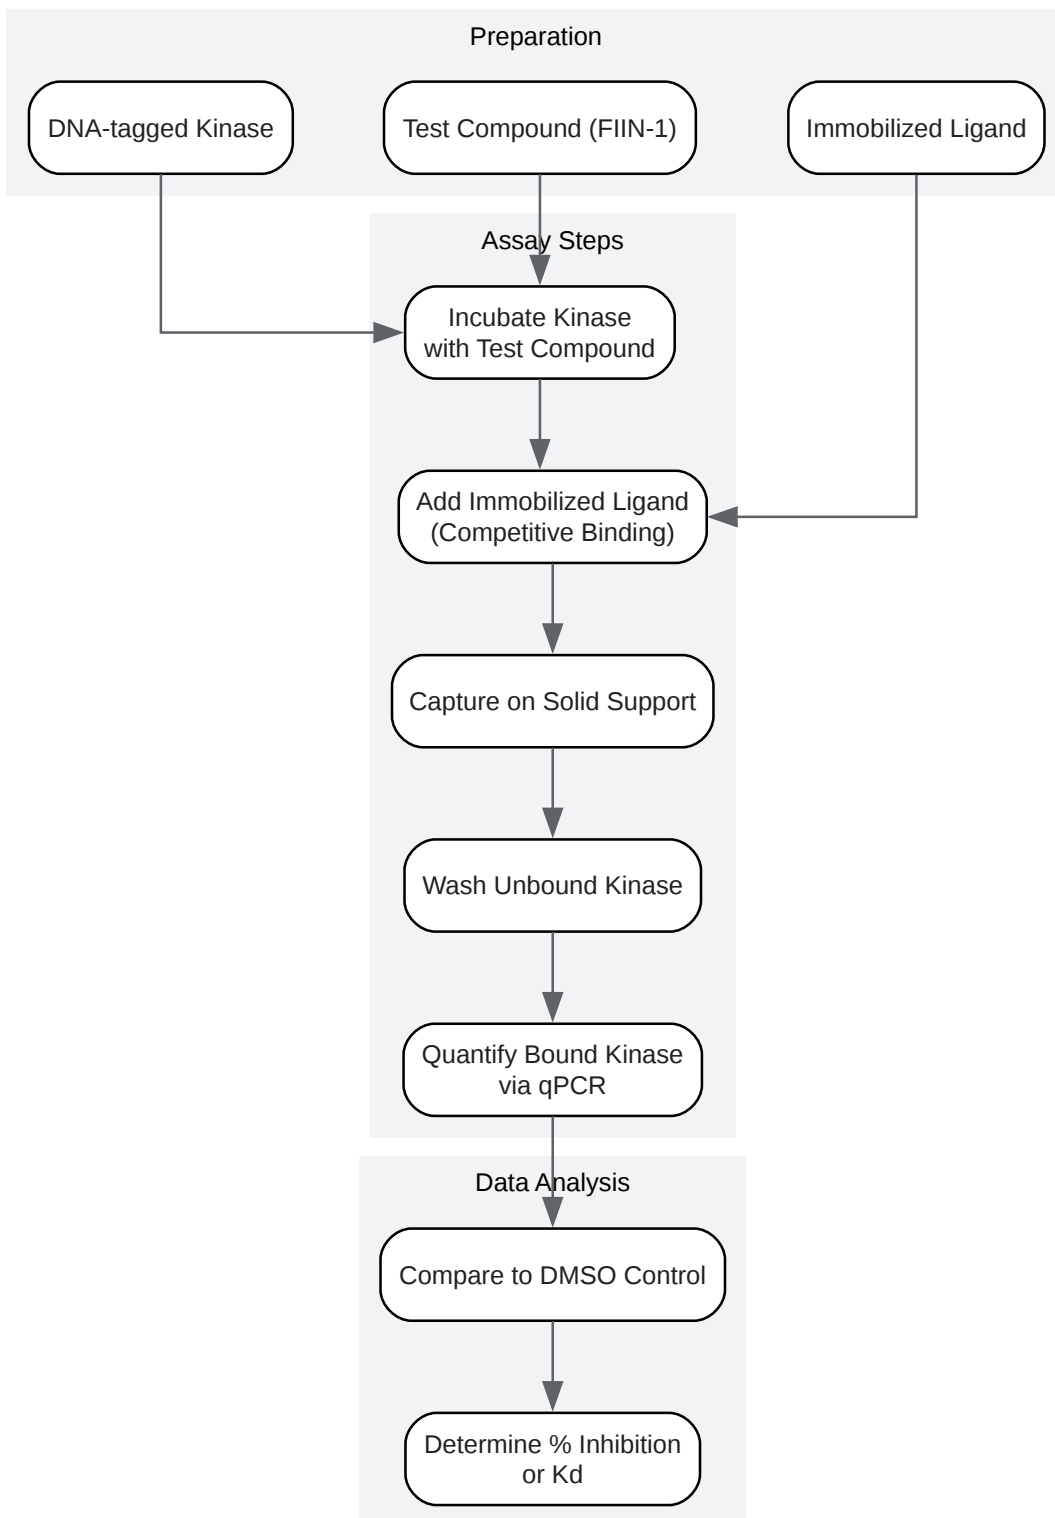 Preparation
DNA-tagged Kinase
Test Compound (FIIN-1)
Immobilized Ligand
Assay Steps
Incubate Kinase
with Test Compound
Add Immobilized Ligand
(Competitive Binding)
Capture on Solid Support
Wash Unbound Kinase
Quantify Bound Kinase
via qPCR
Data Analysis
Compare to DMSO Control
Determine % Inhibition
or Kd